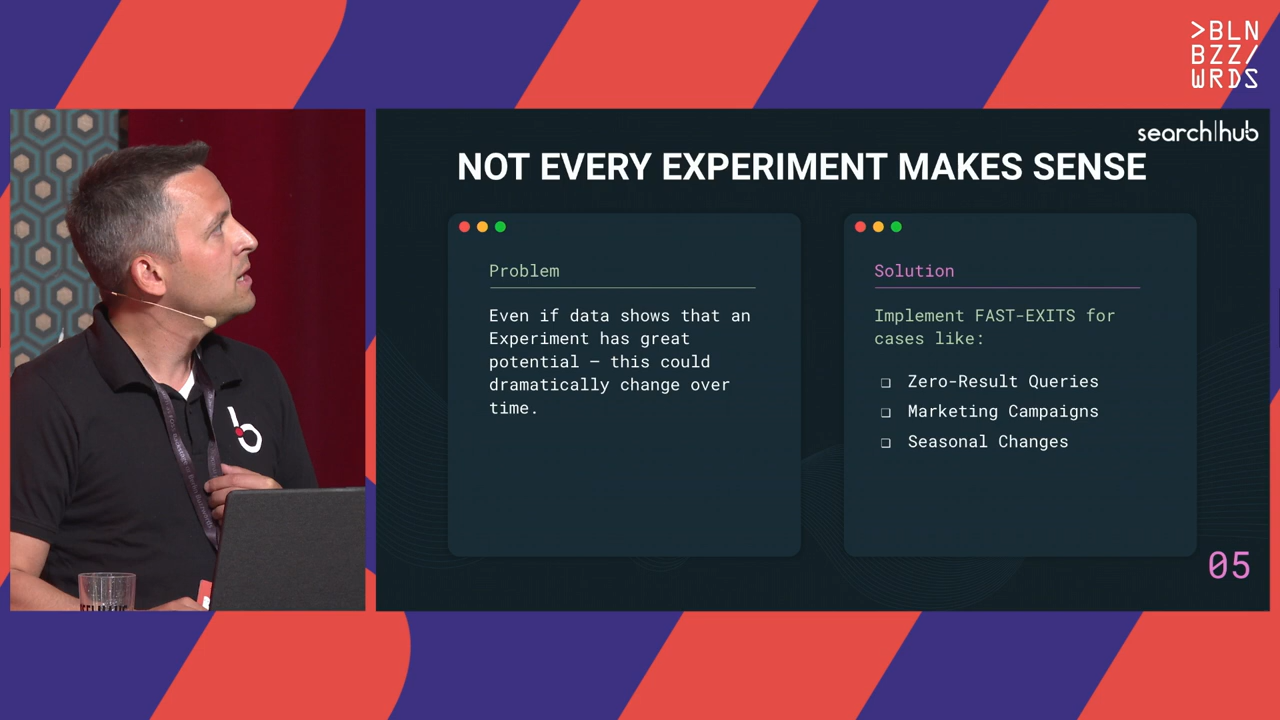 >BLN
BZZ/
WRDS
search|hub
NOT EVERY EXPERIMENT MAKES SENSE
Problem
Even if data shows that an
Experiment has great
potential – this could
dramatically change over
time.
Solution
Implement FAST-EXITS for
cases like:
❑ Zero-Result Queries
❑ Marketing Campaigns
❑ Seasonal Changes
05